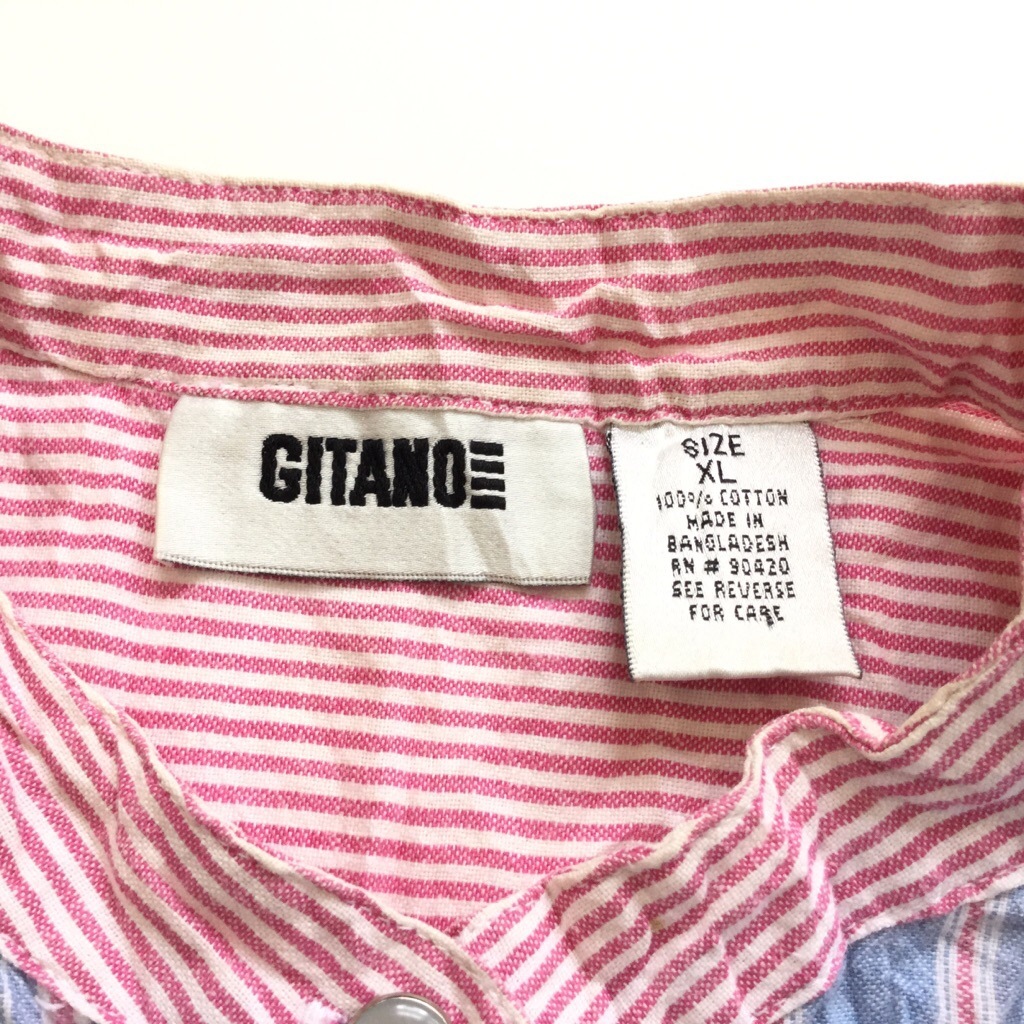 GITANO
SIZE
XL
100% COTTON
MADE IN
BANGLADESH
RN # 90420
SEE REVERSE
FOR CARE